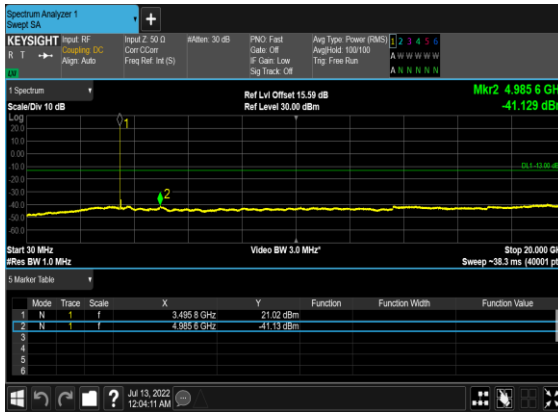 Spectrum Analyzer 1
Swept SA
+
KEYSIGHT Input: RF Input Z: 50 Ω #Atten: 30 dB PNO: Fast Avg Type: Power (RMS) 1 2 3 4 5 6
R T Coupling: DC Corr CCorr Gate: Off Avg|Hold: 100/100 A W W W W W
Align: Auto Freq Ref: Int (S) IF Gain: Low Trig: Free Run
Sig Track: Off A N N N N N
1 Spectrum
Scale/Div 10 dB
Ref Lvl Offset 15.59 dB
Ref Level 30.00 dBm
Mkr2 4.985 6 GH
-41.129 dB
Log
20.0
10.0
0.00
-10.0
-20.0
-30.0
-40.0
-50.0
-60.0
1
2
DL1 -13.00 dB
Start 30 MHz Video BW 3.0 MHz* Stop 20.000 GH
#Res BW 1.0 MHz Sweep ~38.3 ms (40001 pt
5 Marker Table
Mode Trace Scale X Y Function Function Width Function Value
1 N 1 f 3.495 8 GHz 21.02 dBm
2 N 1 f 4.985 6 GHz -41.13 dBm
3
4
5
6
?
Jul 13, 2022
12:04:11 AM